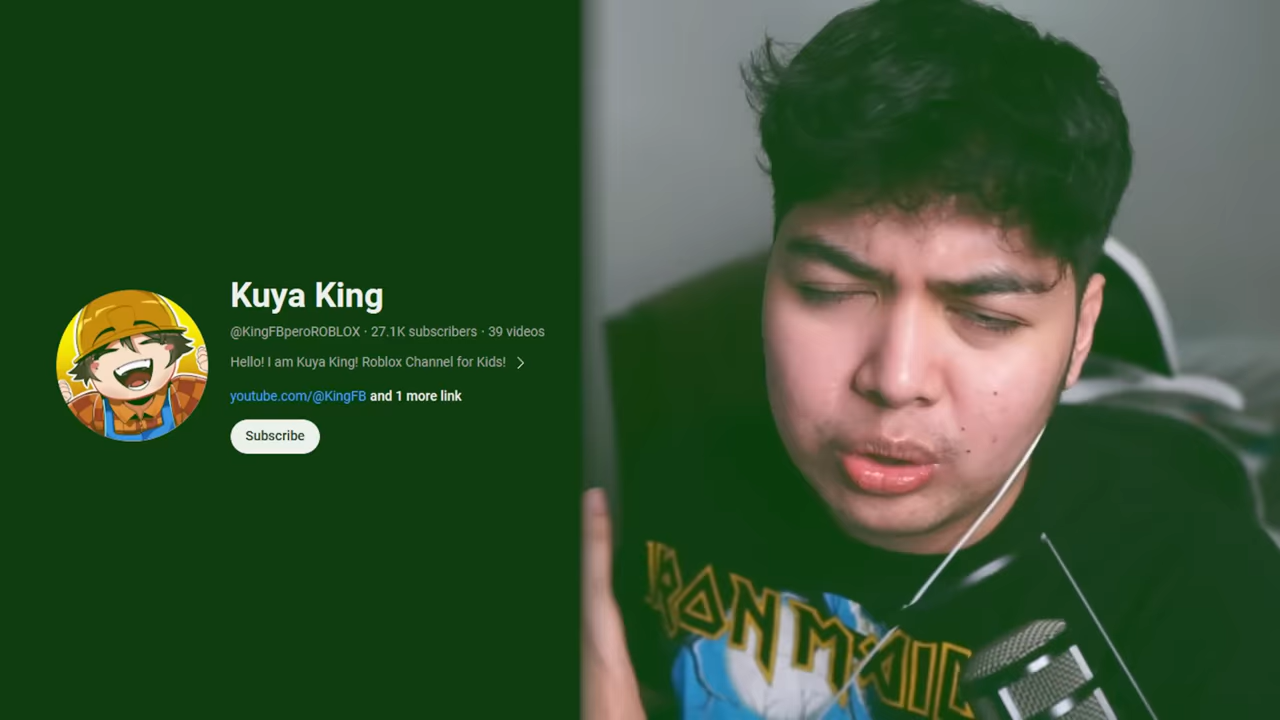 Kuya King
@KingFBperoROBLOX · 27.1K subscribers · 39 videos
Hello! I am Kuya King! Roblox Channel for Kids!
youtube.com/@KingFB and 1 more link
Subscribe
IRON MAID